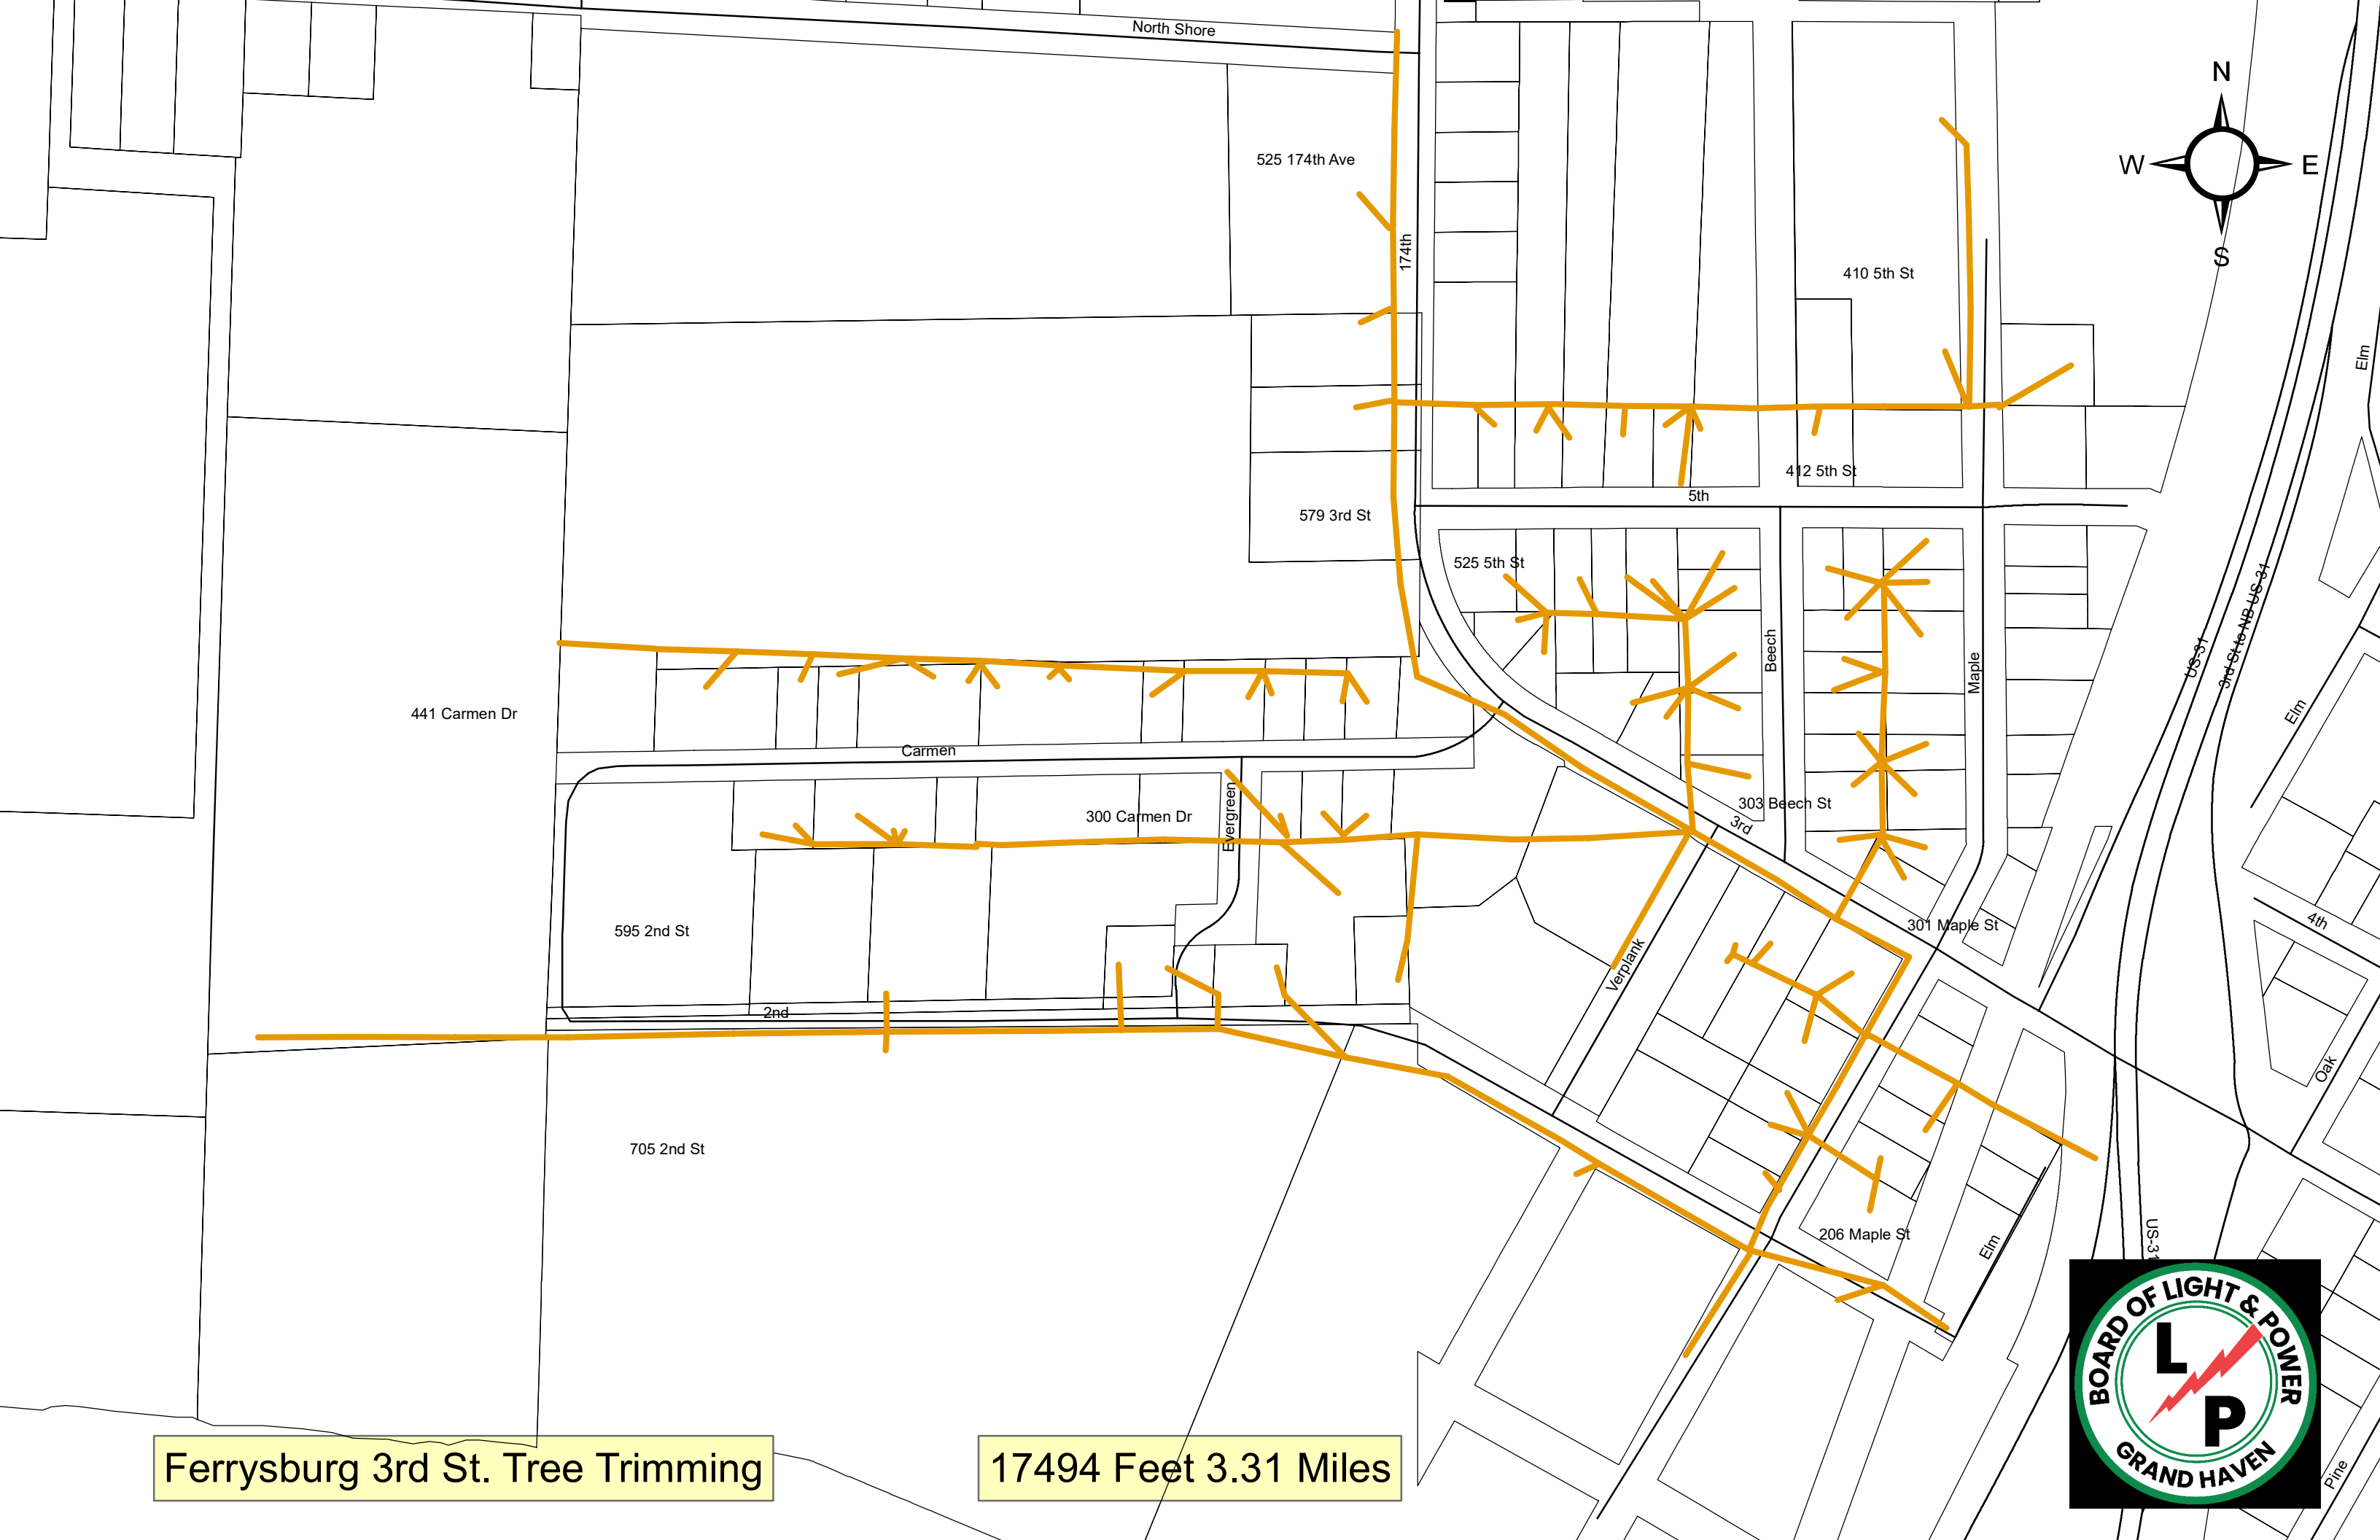 North Shore
N
W
E
S
525 174th Ave
174th
410 5th St
Elm
412 5th St
5th
579 3rd St
525 5th St
US-31
3rd St to NB US-31
Beech
Maple
441 Carmen Dr
Elm
Carmen
300 Carmen Dr
Evergreen
303 Beech St
3rd
595 2nd St
301 Maple St
4th
Verplank
2nd
Oak
705 2nd St
206 Maple St
Elm
US-31
BOARD OF LIGHT & POWER
L
P
GRAND HAVEN
Ferrysburg 3rd St. Tree Trimming
17494 Feet 3.31 Miles
Pine